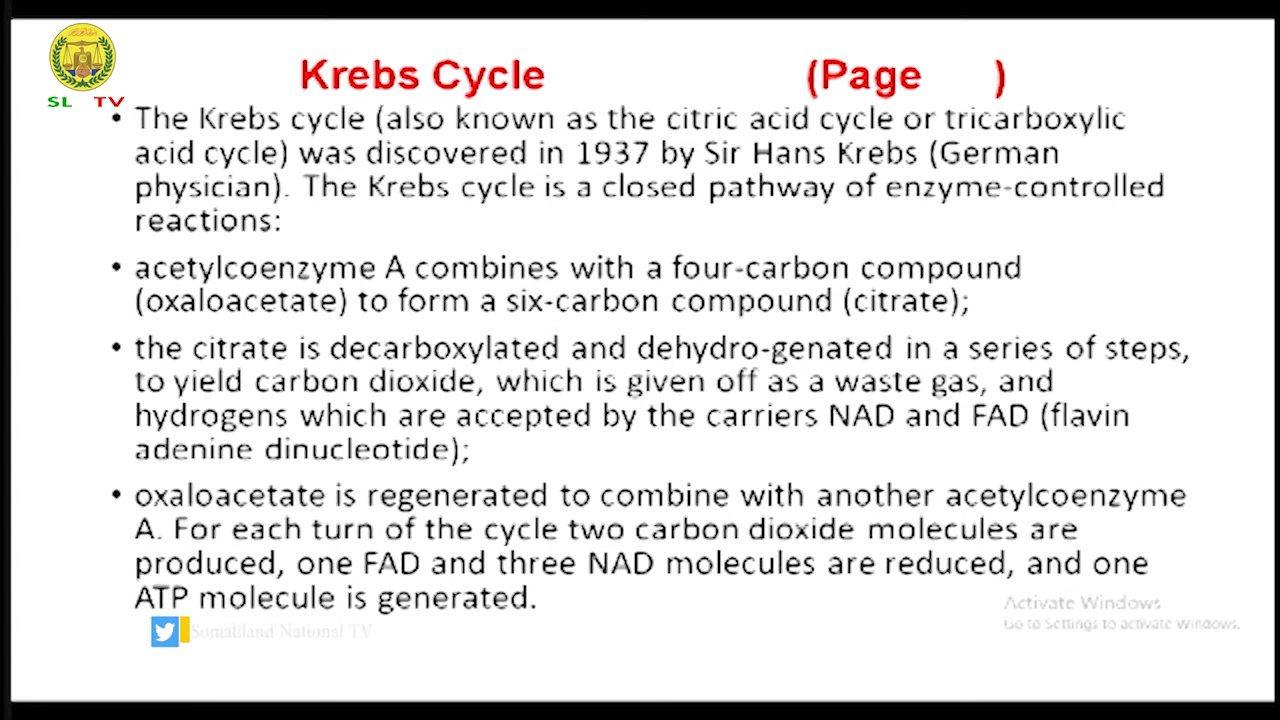 SL TV
Krebs Cycle (Page )
• The Krebs cycle (also known as the citric acid cycle or tricarboxylic
acid cycle) was discovered in 1937 by Sir Hans Krebs (German
physician). The Krebs cycle is a closed pathway of enzyme-controlled
reactions:
• acetylcoenzyme A combines with a four-carbon compound
(oxaloacetate) to form a six-carbon compound (citrate);
• the citrate is decarboxylated and dehydro-genated in a series of steps,
to yield carbon dioxide, which is given off as a waste gas, and
hydrogens which are accepted by the carriers NAD and FAD (flavin
adenine dinucleotide);
• oxaloacetate is regenerated to combine with another acetylcoenzyme
A. For each turn of the cycle two carbon dioxide molecules are
produced, one FAD and three NAD molecules are reduced, and one
ATP molecule is generated.
Activate Windows
Go to Settings to activate Windows.
Somaliland National TV